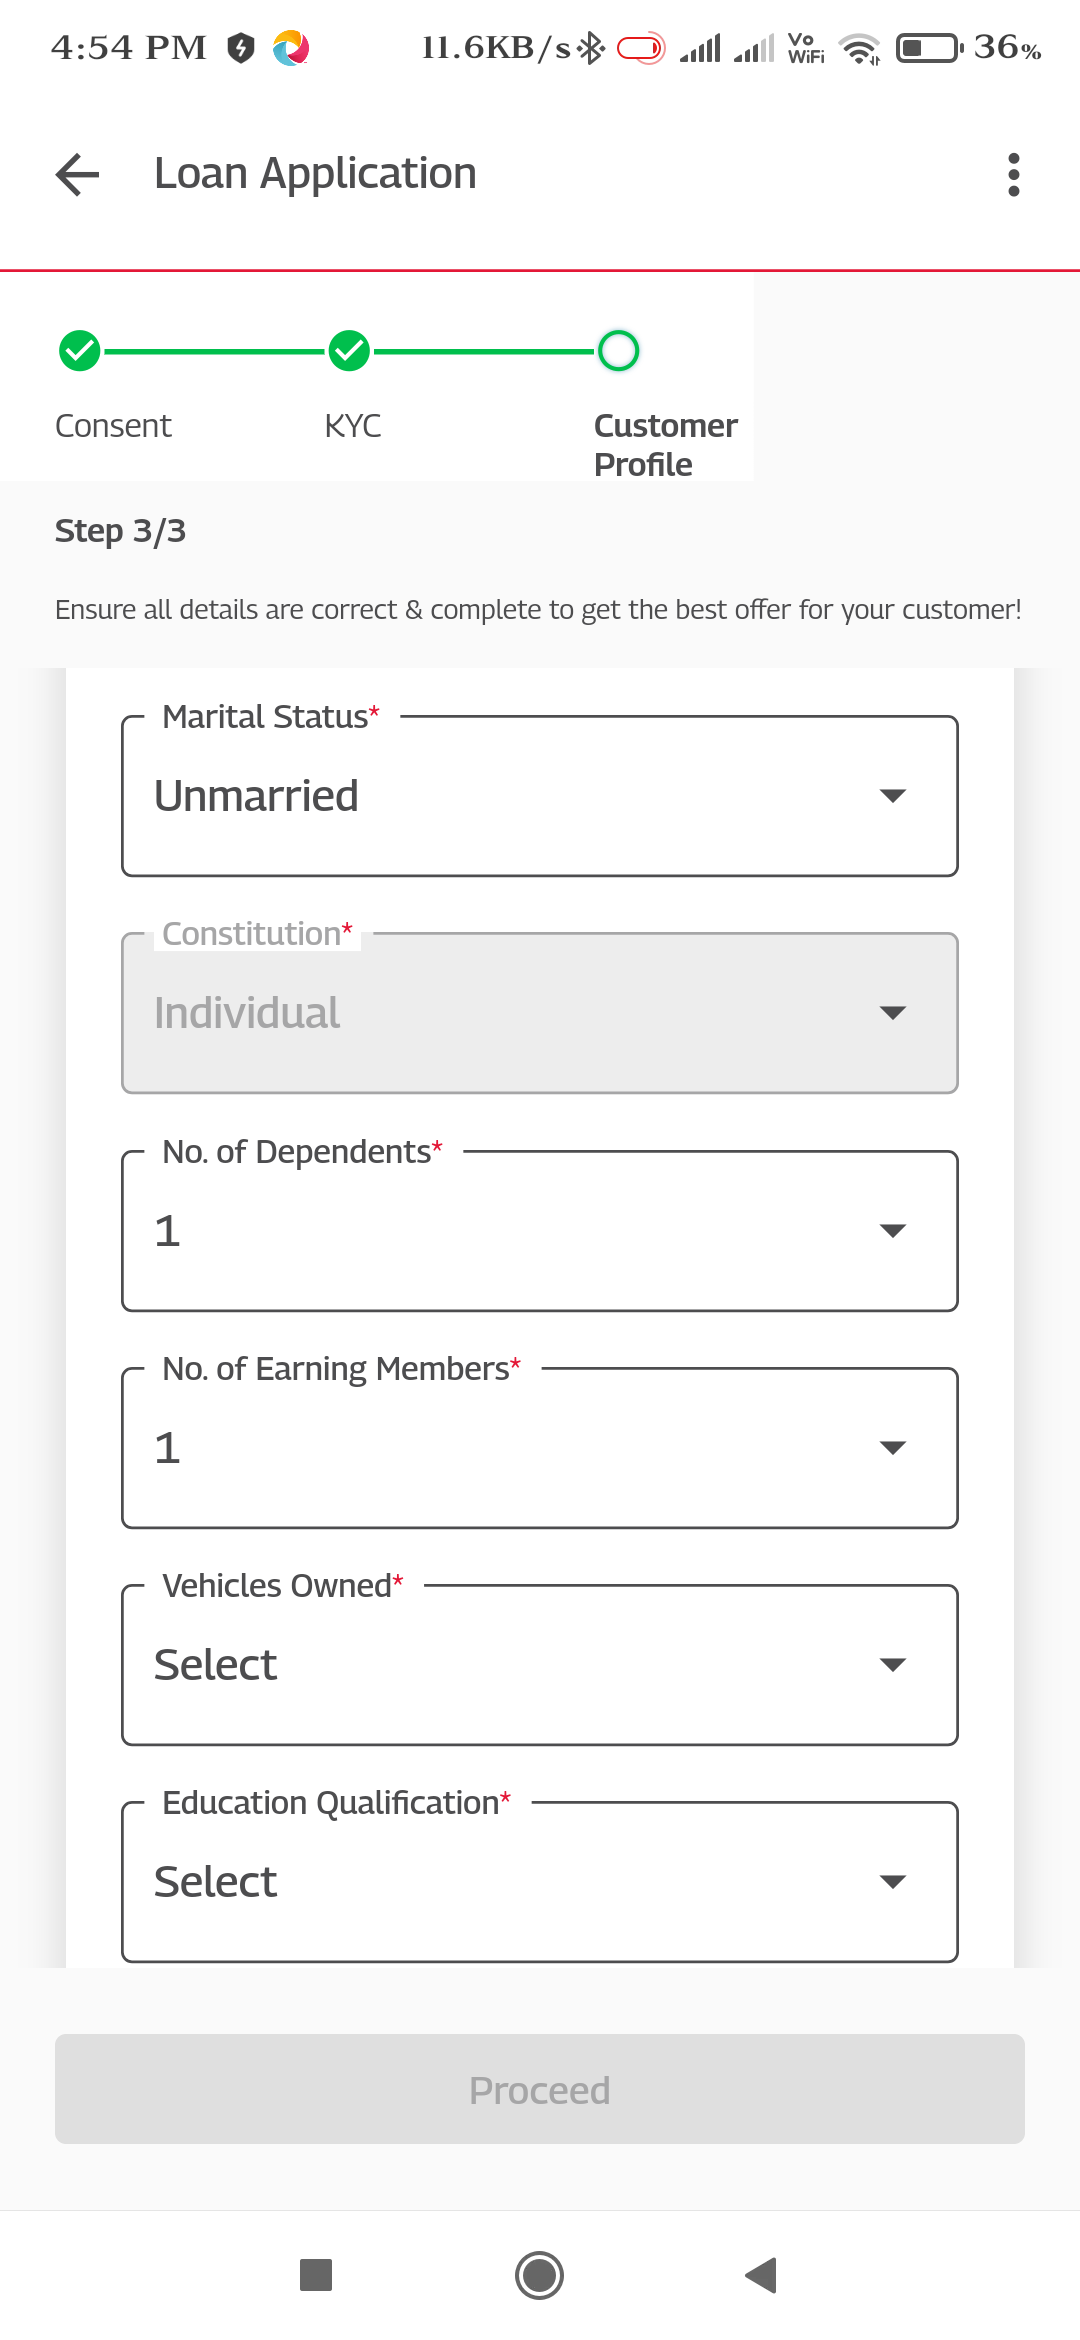 4:54 PM 11.6KB/s Vo WiFi 36%
Loan Application
Consent KYC Customer
Profile
Step 3/3
Ensure all details are correct & complete to get the best offer for your customer!
Marital Status*
Unmarried
Constitution*
Individual
No. of Dependents*
1
No. of Earning Members*
1
Vehicles Owned*
Select
Education Qualification*
Select
Proceed